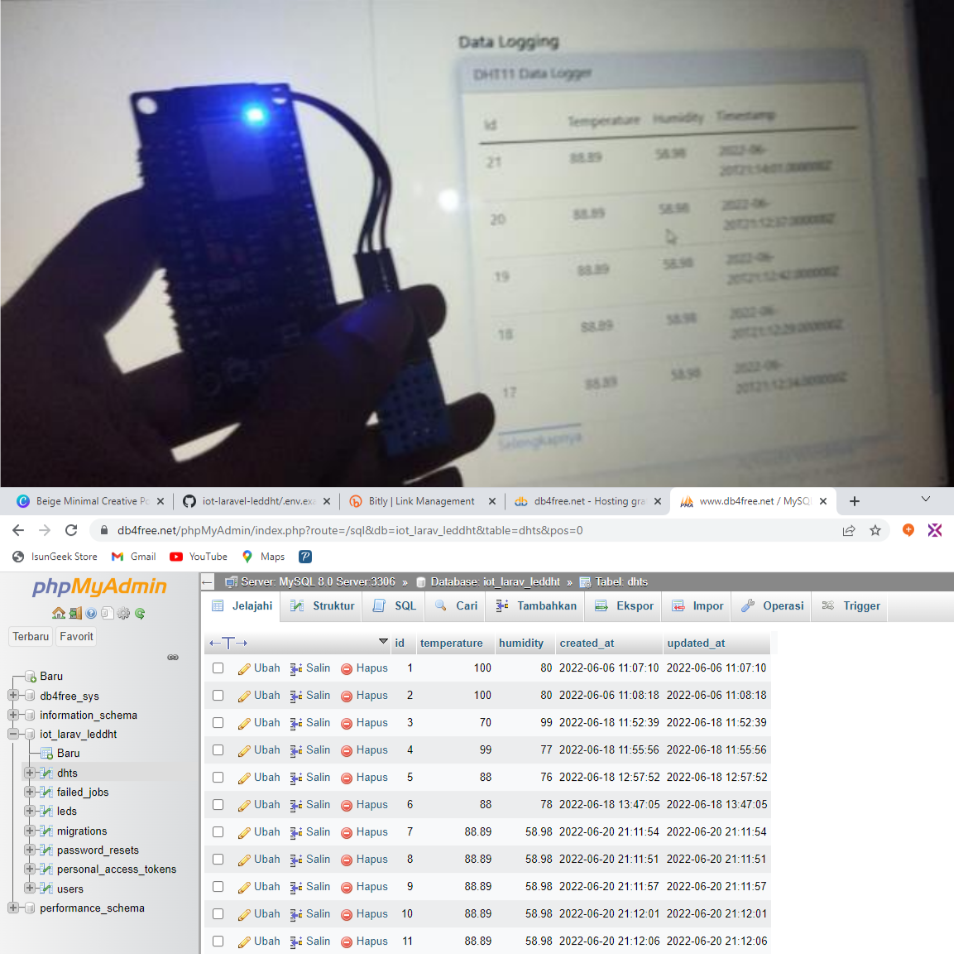 Data Logging
DHT11 Data Logger
Id Temperature Humidity Timestamp
21 88.89 58.98 2022-06-
20T21:14:01.000000Z
20 88.89 58.98 2022-06-
20T21:12:37.000000Z
19 88.89 58.98 2022-06-
20T21:12:42.000000Z
18 88.89 58.98 2022-06-
20T21:12:29.000000Z
17 88.89 58.98 2022-06-
20T21:12:34.000000Z
Selengkapnya
Beige Minimal Creative Po iot-laravel-leddht/.env.exa Bitly | Link Management db4free.net - Hosting gra www.db4free.net / MySQ
db4free.net/phpMyAdmin/index.php?route=/sql&db=iot_larav_leddht&table=dhts&pos=0
IsunGeek Store Gmail YouTube Maps
phpMyAdmin
Terbaru Favorit
Baru
db4free_sys
information_schema
iot_larav_leddht
Baru
dhts
failed_jobs
leds
migrations
password_resets
personal_access_tokens
users
performance_schema
Server: MySQL 8.0 Server:3306 » Database: iot_larav_leddht » Tabel: dhts
Jelajahi Struktur SQL Cari Tambahkan Ekspor Impor Operasi Trigger
id temperature humidity created_at updated_at
Ubah Salin Hapus 1 100 80 2022-06-06 11:07:10 2022-06-06 11:07:10
Ubah Salin Hapus 2 100 80 2022-06-06 11:08:18 2022-06-06 11:08:18
Ubah Salin Hapus 3 70 99 2022-06-18 11:52:39 2022-06-18 11:52:39
Ubah Salin Hapus 4 99 77 2022-06-18 11:55:56 2022-06-18 11:55:56
Ubah Salin Hapus 5 88 76 2022-06-18 12:57:52 2022-06-18 12:57:52
Ubah Salin Hapus 6 88 78 2022-06-18 13:47:05 2022-06-18 13:47:05
Ubah Salin Hapus 7 88.89 58.98 2022-06-20 21:11:54 2022-06-20 21:11:54
Ubah Salin Hapus 8 88.89 58.98 2022-06-20 21:11:51 2022-06-20 21:11:51
Ubah Salin Hapus 9 88.89 58.98 2022-06-20 21:11:57 2022-06-20 21:11:57
Ubah Salin Hapus 10 88.89 58.98 2022-06-20 21:12:01 2022-06-20 21:12:01
Ubah Salin Hapus 11 88.89 58.98 2022-06-20 21:12:06 2022-06-20 21:12:06